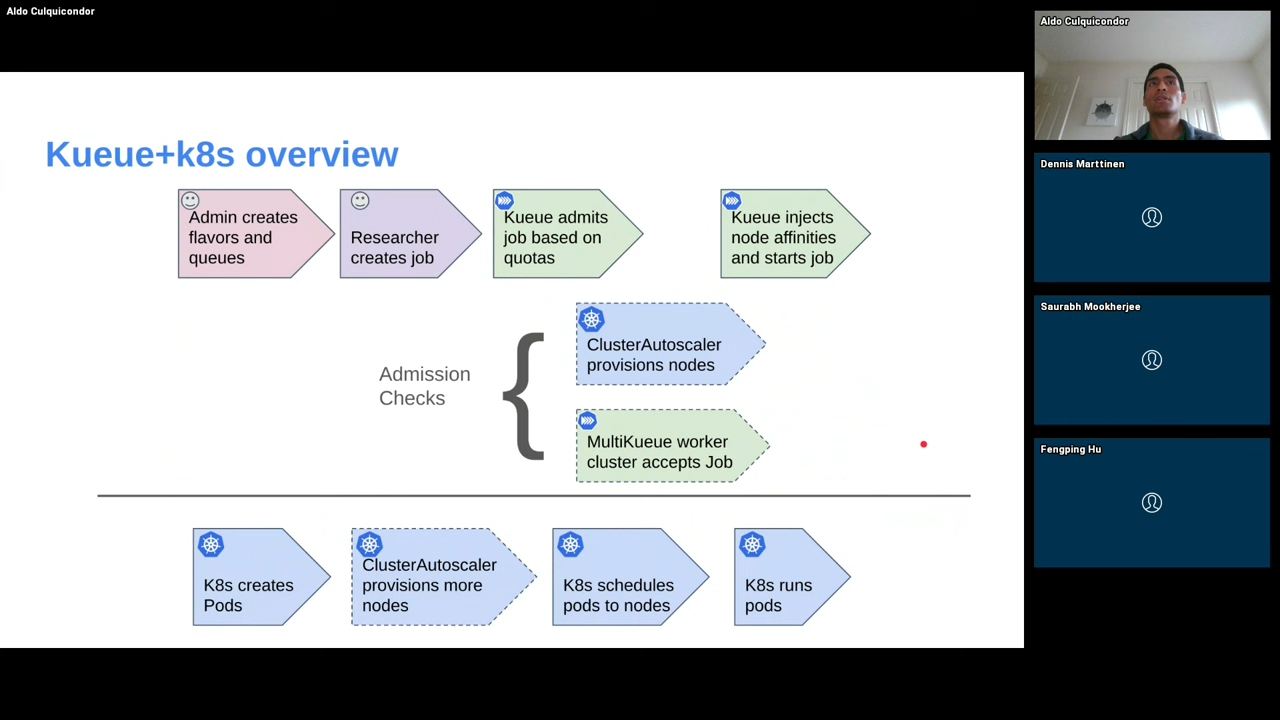 Aldo Culquicondor
Kueue+k8s overview
Admin creates
flavors and
queues
Researcher
creates job
Kueue admits
job based on
quotas
Kueue injects
node affinities
and starts job
Admission
Checks
{
ClusterAutoscaler
provisions nodes
MultiKueue worker
cluster accepts Job
K8s creates
Pods
ClusterAutoscaler
provisions more
nodes
K8s schedules
pods to nodes
K8s runs
pods
Aldo Culquicondor
Dennis Marttinen
Saurabh Mookherjee
Fengping Hu